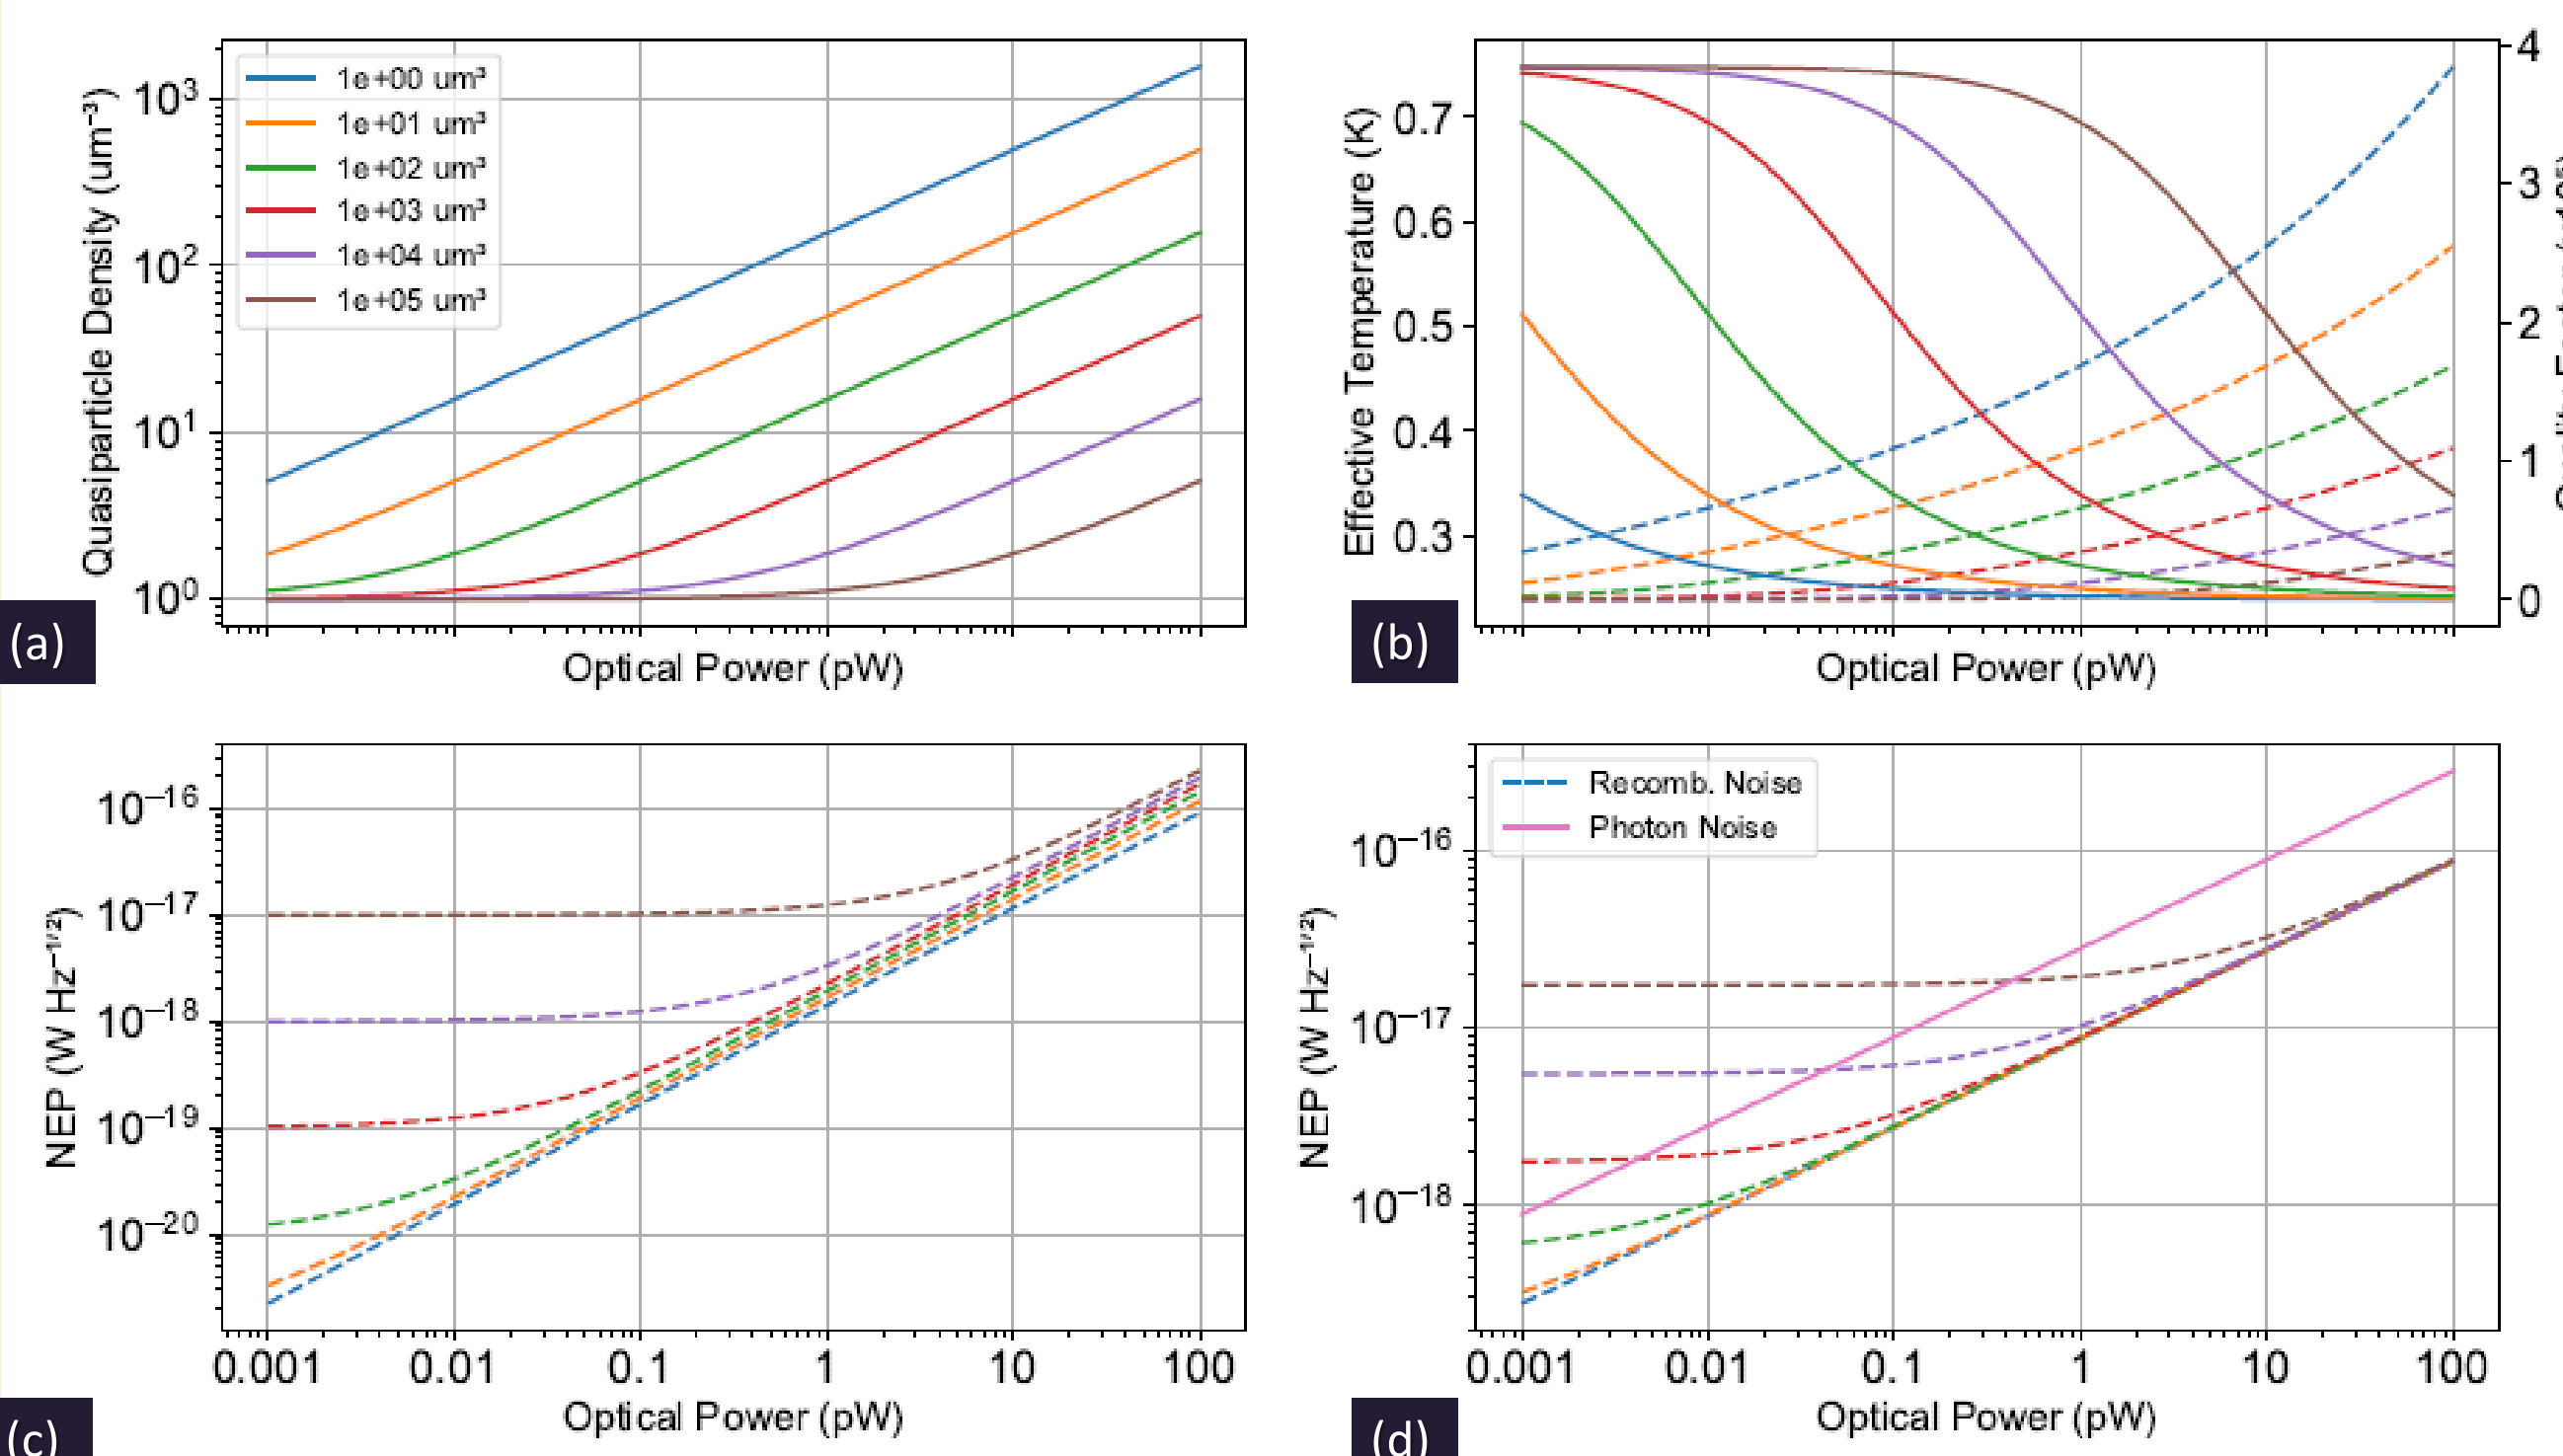 Quasiparticle Density (um⁻³)
10³
10²
10¹
10⁰
1e+00 um³
1e+01 um³
1e+02 um³
1e+03 um³
1e+04 um³
1e+05 um³
Optical Power (pW)
(a)
Effective Temperature (K)
0.7
0.6
0.5
0.4
0.3
4
3
2
1
0
Optical Power (pW)
(b)
NEP (W Hz⁻¹ᐟ²)
10⁻¹⁶
10⁻¹⁷
10⁻¹⁸
10⁻¹⁹
10⁻²⁰
0.001 0.01 0.1 1 10 100
Optical Power (pW)
(c)
NEP (W Hz⁻¹ᐟ²)
10⁻¹⁶
10⁻¹⁷
10⁻¹⁸
Recomb. Noise
Photon Noise
0.001 0.01 0.1 1 10 100
Optical Power (pW)
(d)